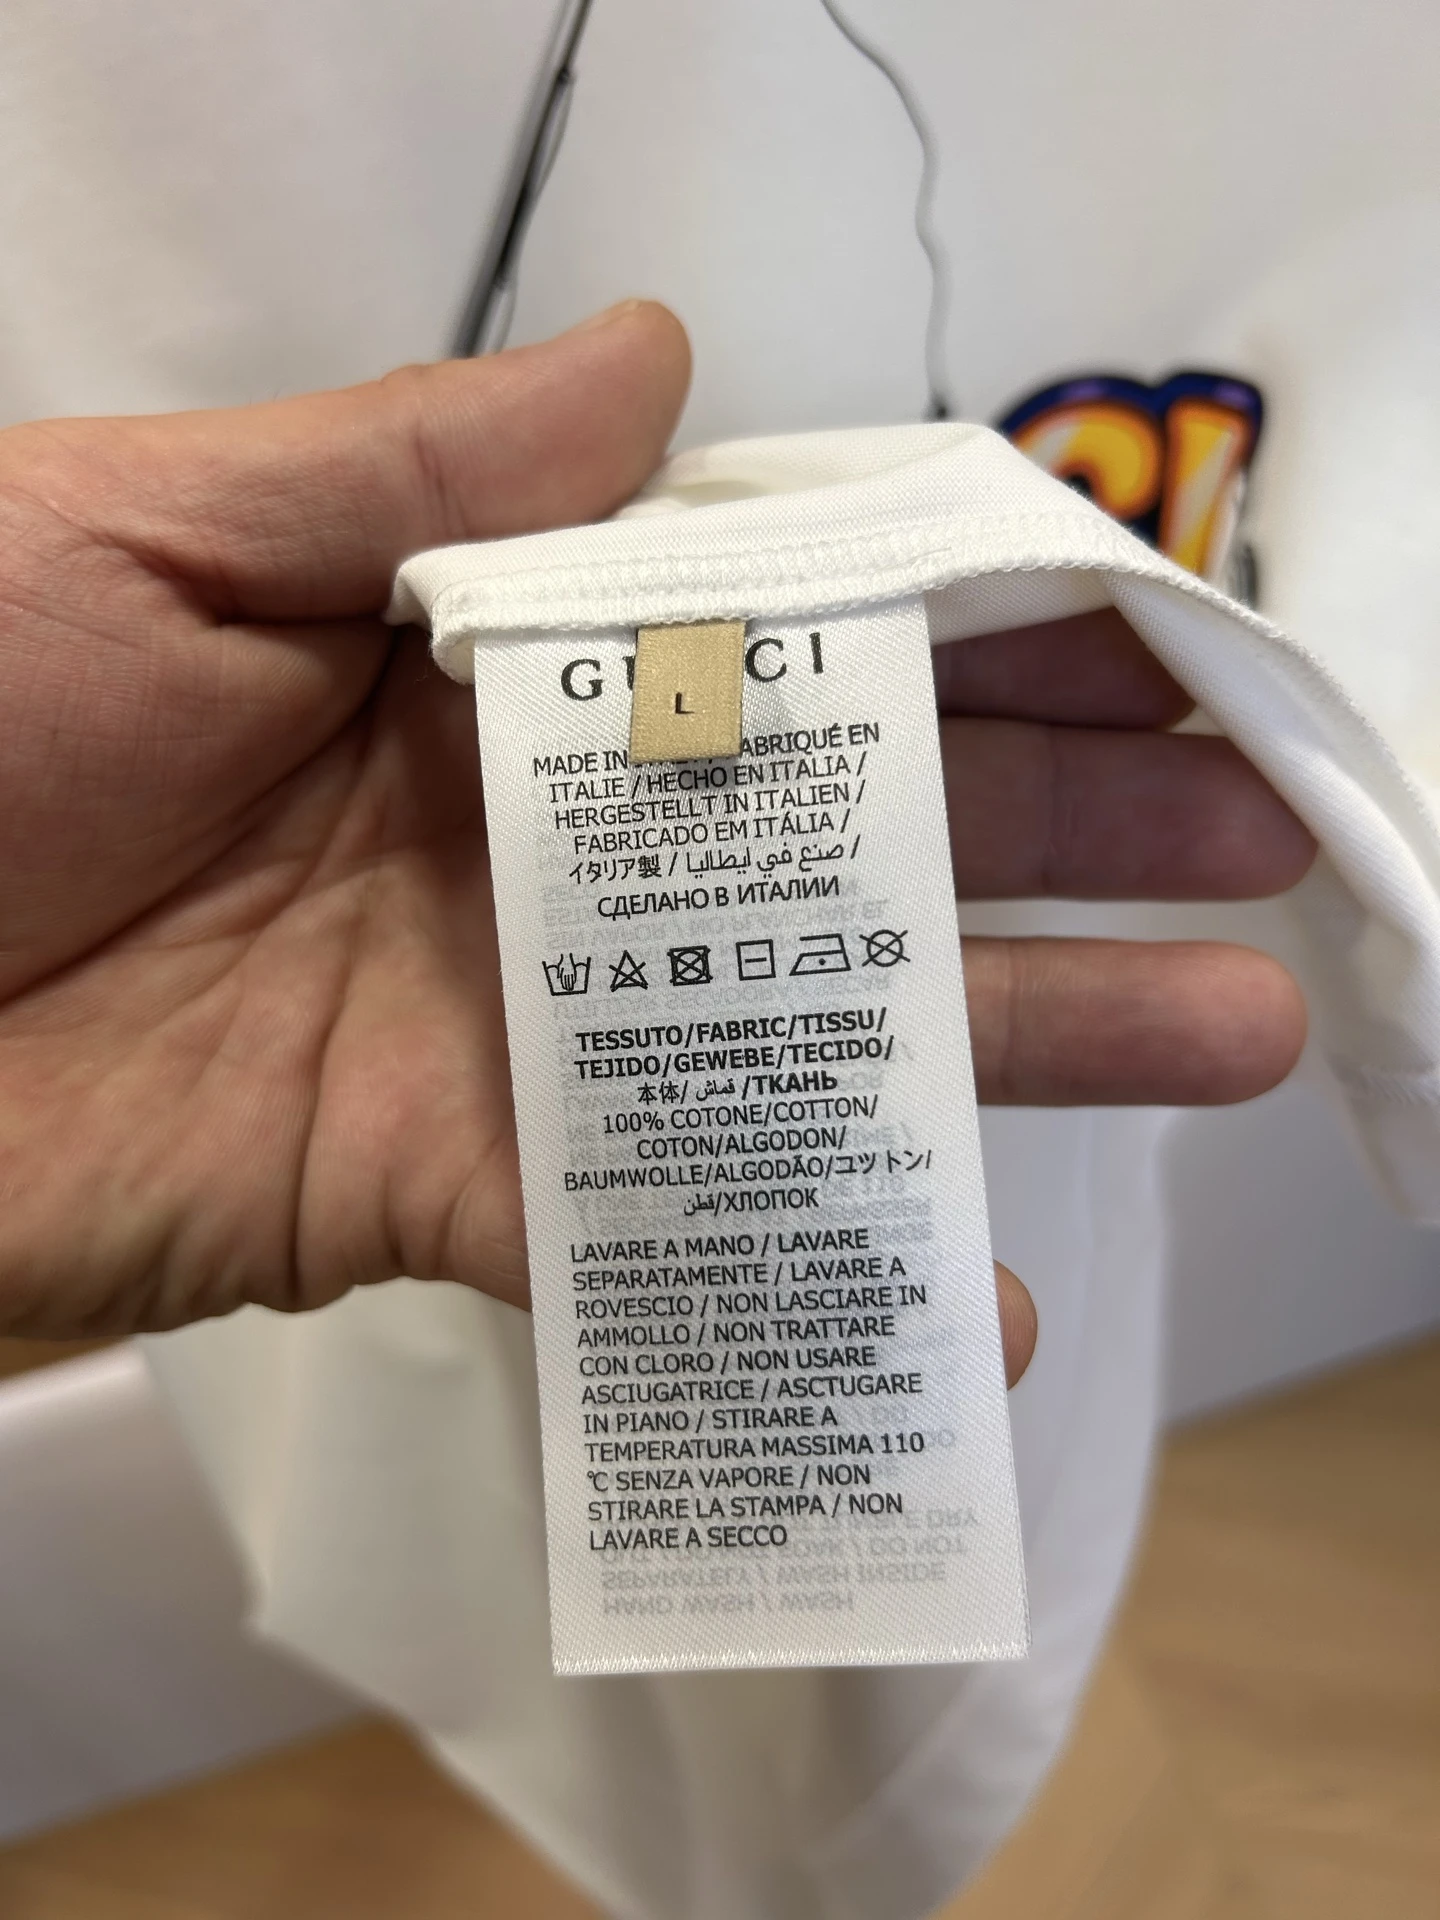 G CI
L
MADE IN ABRIQUÉ EN
ITALIE / HECHO EN ITALIA /
HERGESTELLT IN ITALIEN /
FABRICADO EM ITÁLIA /
イタリア製 / صنع في ايطاليا /
СДЕЛАНО В ИТАЛИИ
TESSUTO/FABRIC/TISSU/
TEJIDO/GEWEBE/TECIDO/
本体/ قماش /ТКАНЬ
100% COTONE/COTTON/
COTON/ALGODON/
BAUMWOLLE/ALGODÃO/ユツトン/
قطن/ХЛОПОК
LAVARE A MANO / LAVARE
SEPARATAMENTE / LAVARE A
ROVESCIO / NON LASCIARE IN
AMMOLLO / NON TRATTARE
CON CLORO / NON USARE
ASCIUGATRICE / ASCTUGARE
IN PIANO / STIRARE A
TEMPERATURA MASSIMA 110
℃ SENZA VAPORE / NON
STIRARE LA STAMPA / NON
LAVARE A SECCO